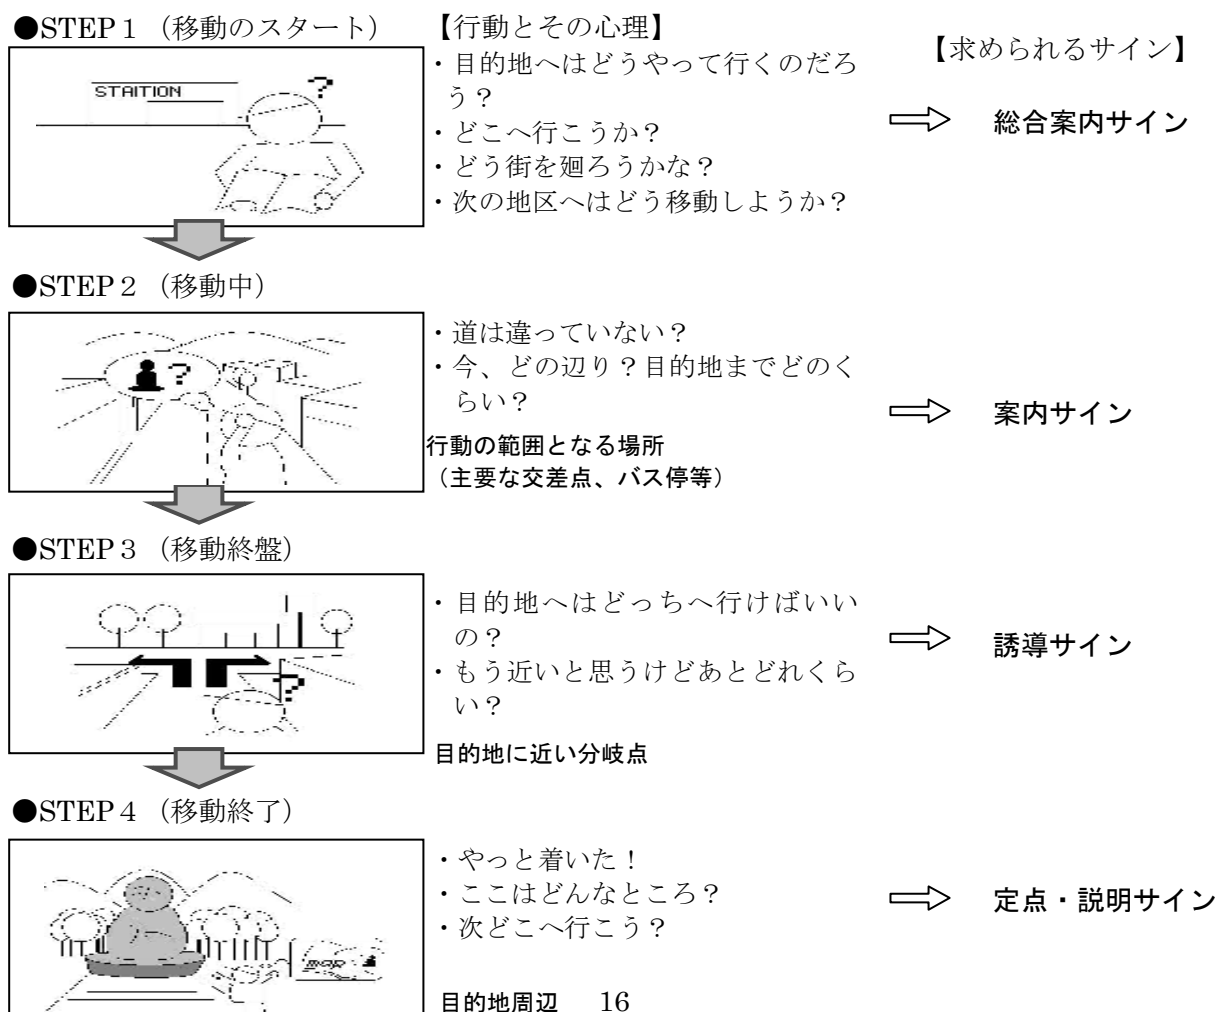 ●STEP１（移動のスタート）
【行動とその心理】
【求められるサイン】
STAITION
?
・目的地へはどうやって行くのだろ
う？
・どこへ行こうか？
・どう街を廻ろうかな？
・次の地区へはどう移動しようか？
総合案内サイン
●STEP２（移動中）
?
・道は違っていない？
・今、どの辺り？目的地までどのく
らい？
行動の範囲となる場所
（主要な交差点、バス停等）
案内サイン
●STEP３（移動終盤）
?
・目的地へはどっちへ行けばいい
の？
・もう近いと思うけどあとどれくら
い？
目的地に近い分岐点
誘導サイン
●STEP４（移動終了）
map
・やっと着いた！
・ここはどんなところ？
・次どこへ行こう？
目的地周辺
定点・説明サイン
16